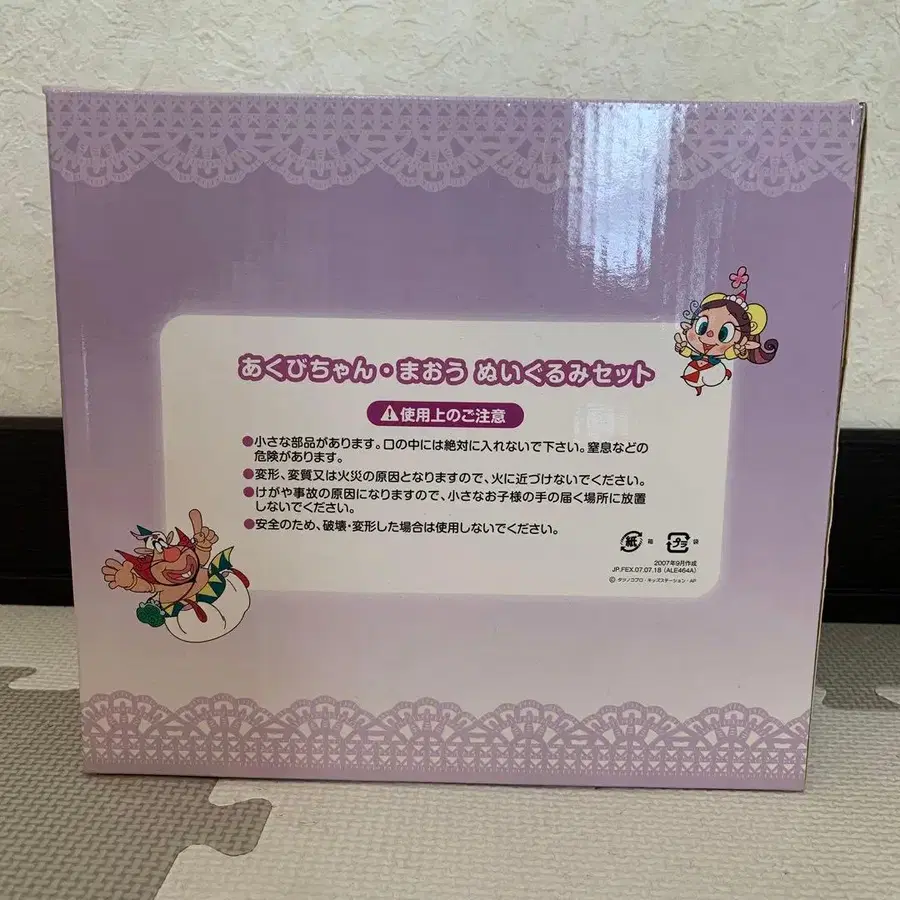 あくびちゃん・まおう ぬいぐるみセット
使用上のご注意
●小さな部品があります。口の中には絶対に入れないで下さい。窒息などの
危険があります。
●変形、変質又は火災の原因となりますので、火に近づけないでください。
●けがや事故の原因になりますので、小さなお子様の手の届く場所に放置
しないでください。
●安全のため、破壊・変形した場合は使用しないでください。
紙 箱 プラ 袋
2007年9月作成
JP.FEX.07.07.18 (ALE464A)
© タツノコプロ・キッズステーション・AP